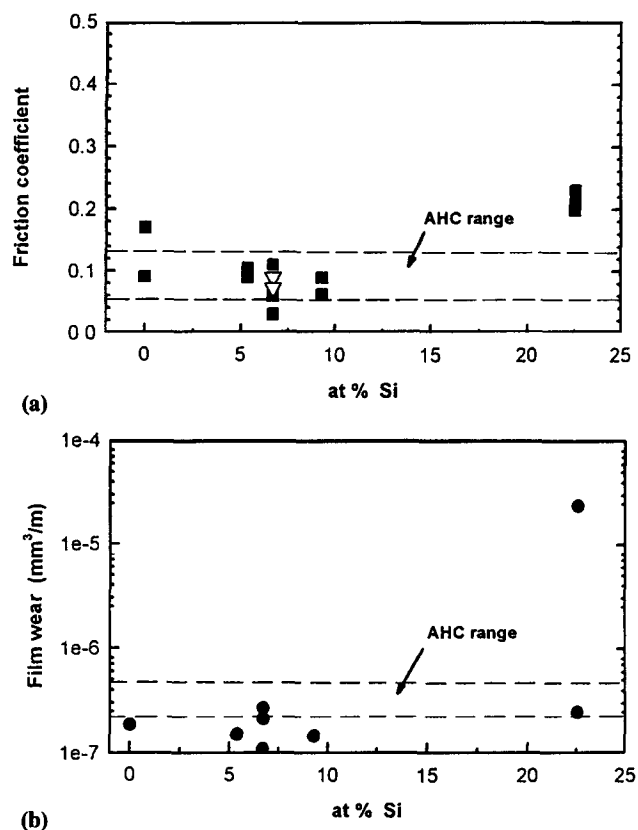 0.5
0.4
0.3
0.2
0.1
0.0
Friction coefficient
AHC range
0 5 10 15 20 25
at % Si
(a)
1e-4
1e-5
1e-6
1e-7
Film wear (mm³/m)
AHC range
0 5 10 15 20 25
at % Si
(b)